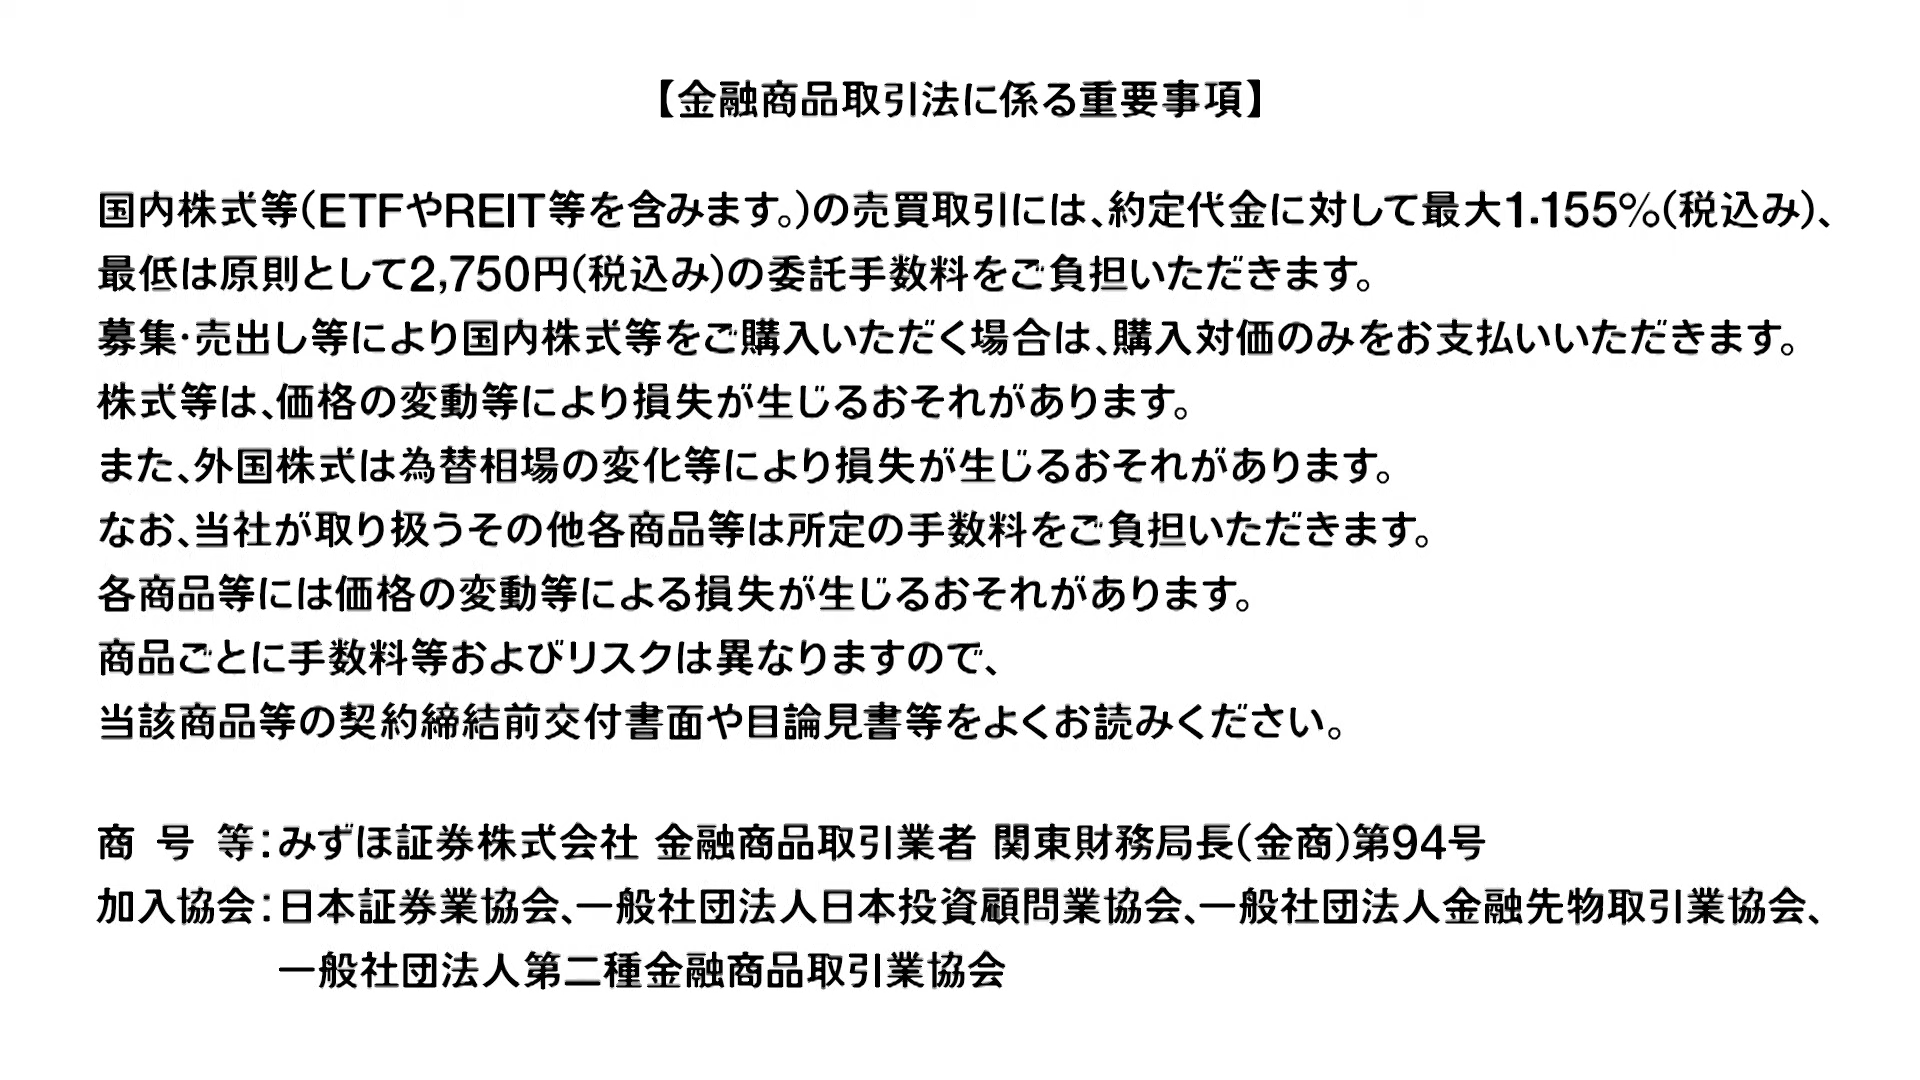 【金融商品取引法に係る重要事項】
国内株式等(ETFやREIT等を含みます。)の売買取引には、約定代金に対して最大1.155%(税込み)、
最低は原則として2,750円(税込み)の委託手数料をご負担いただきます。
募集・売出し等により国内株式等をご購入いただく場合は、購入対価のみをお支払いいただきます。
株式等は、価格の変動等により損失が生じるおそれがあります。
また、外国株式は為替相場の変化等により損失が生じるおそれがあります。
なお、当社が取り扱うその他各商品等は所定の手数料をご負担いただきます。
各商品等には価格の変動等による損失が生じるおそれがあります。
商品ごとに手数料等およびリスクは異なりますので、
当該商品等の契約締結前交付書面や目論見書等をよくお読みください。
商 号 等:みずほ証券株式会社 金融商品取引業者 関東財務局長(金商)第94号
加入協会:日本証券業協会、一般社団法人日本投資顧問業協会、一般社団法人金融先物取引業協会、
一般社団法人第二種金融商品取引業協会